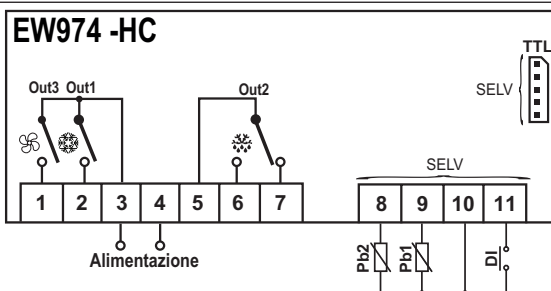 EW974 -HC
TTL
Out3 Out1
Out2
SELV
SELV
1 2 3 4 5 6 7 8 9 10 11
Alimentazione
Pb2
Pb1
DI